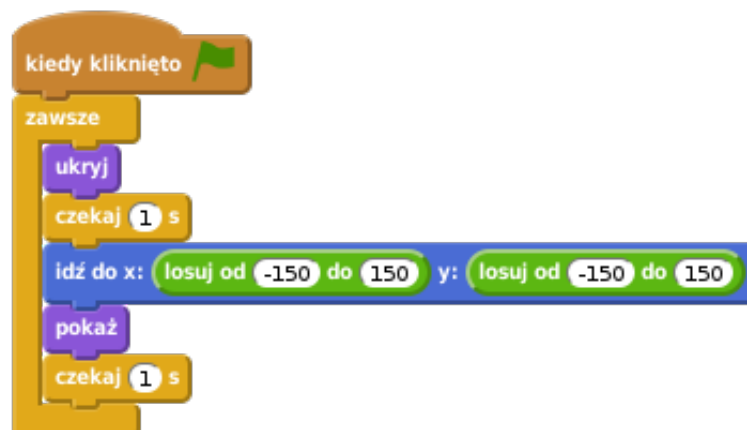 kiedy kliknięto
zawsze
ukryj
czekaj 1 s
idź do x: losuj od -150 do 150 y: losuj od -150 do 150
pokaż
czekaj 1 s